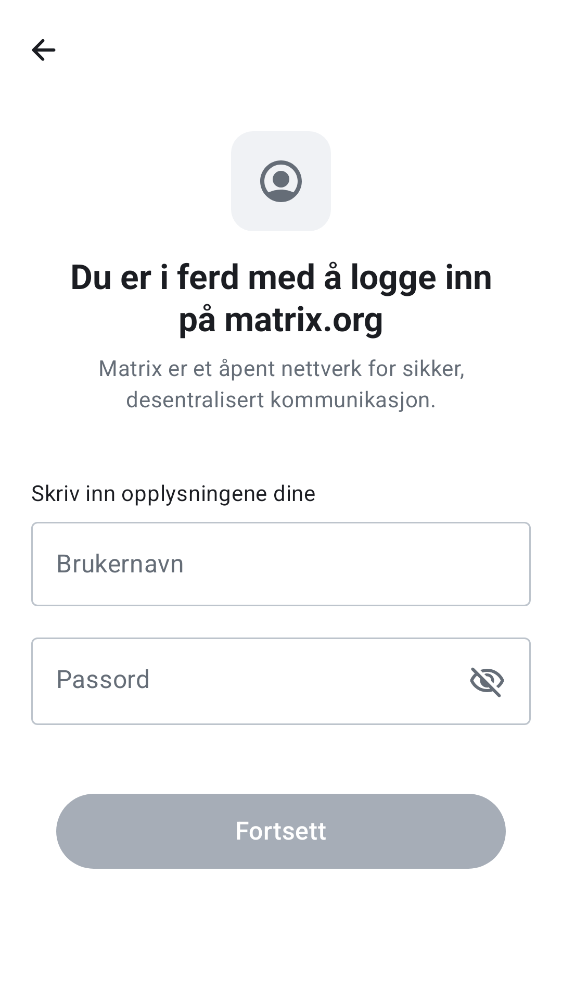 Du er i ferd med å logge inn
på matrix.org
Matrix er et åpent nettverk for sikker,
desentralisert kommunikasjon.
Skriv inn opplysningene dine
Brukernavn
Passord
Fortsett